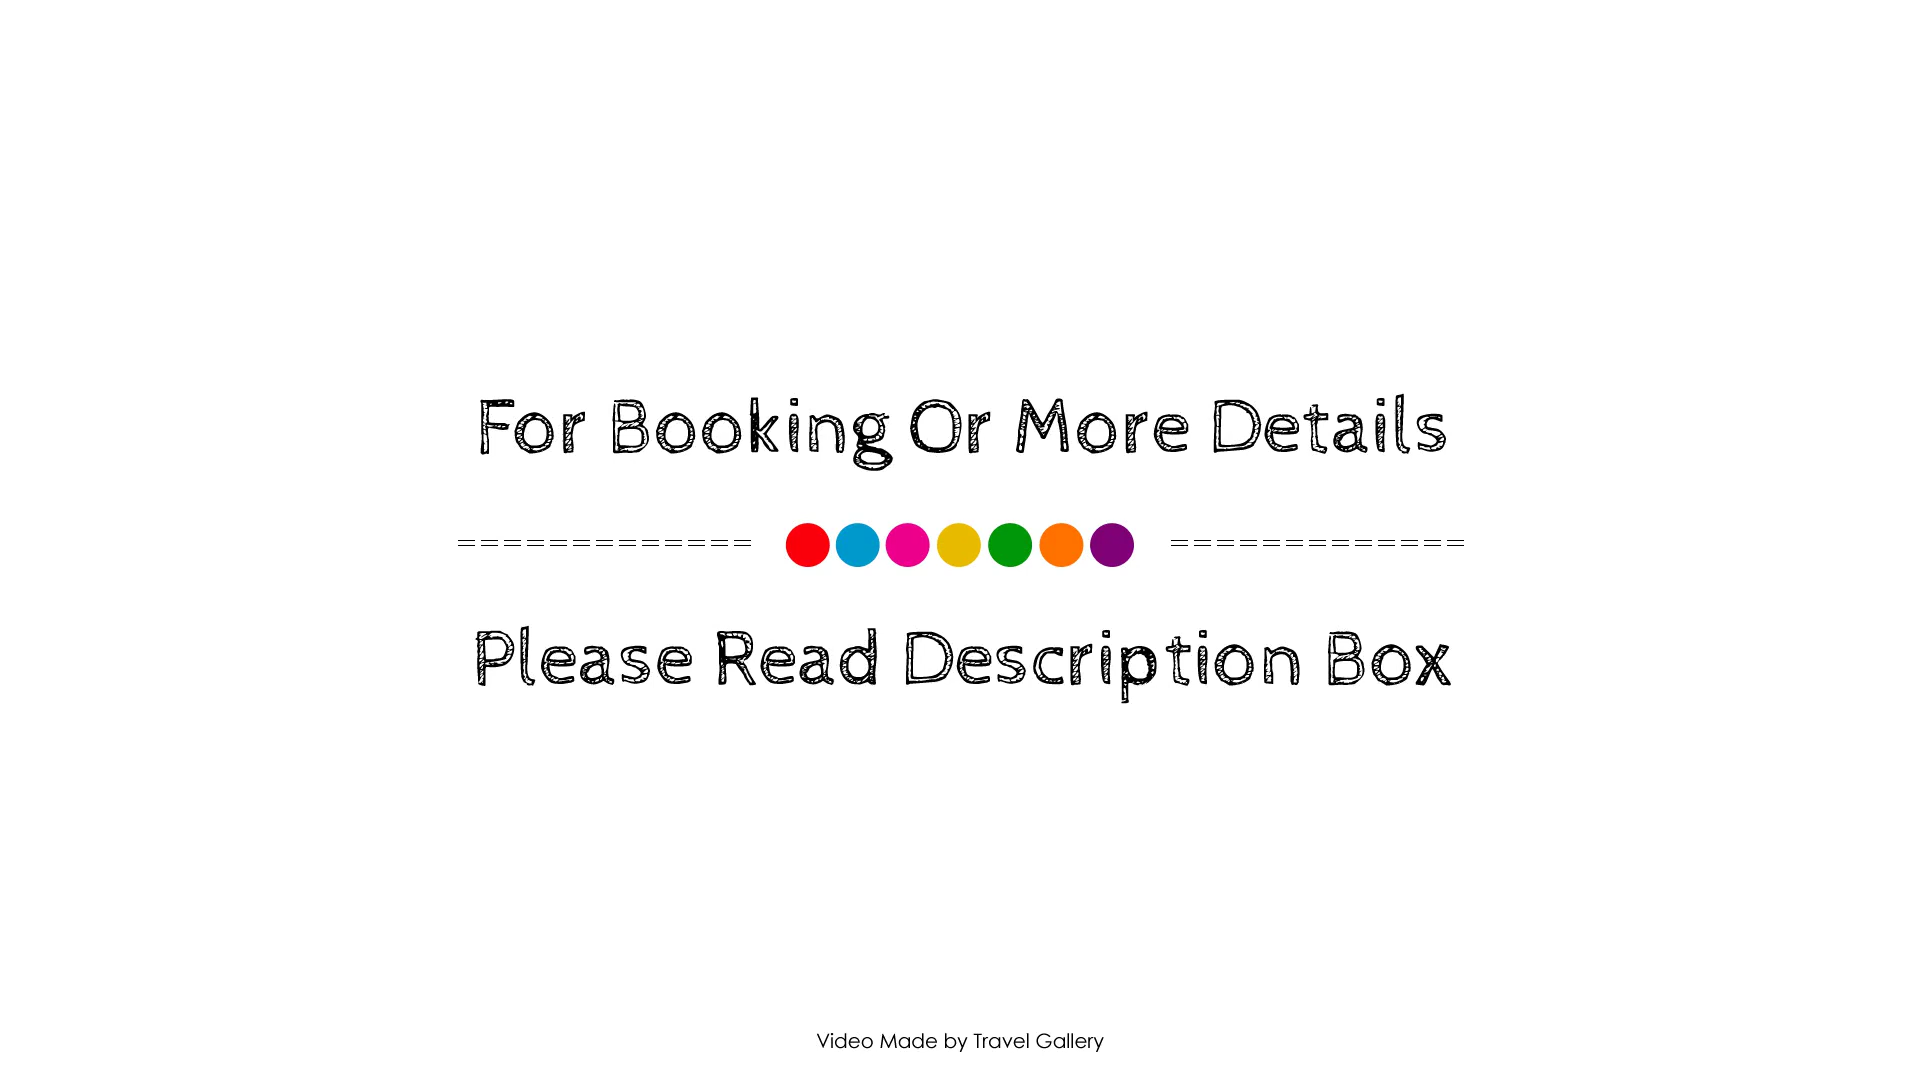 For Booking Or More Details
============= =============
Please Read Description Box
Video Made by Travel Gallery